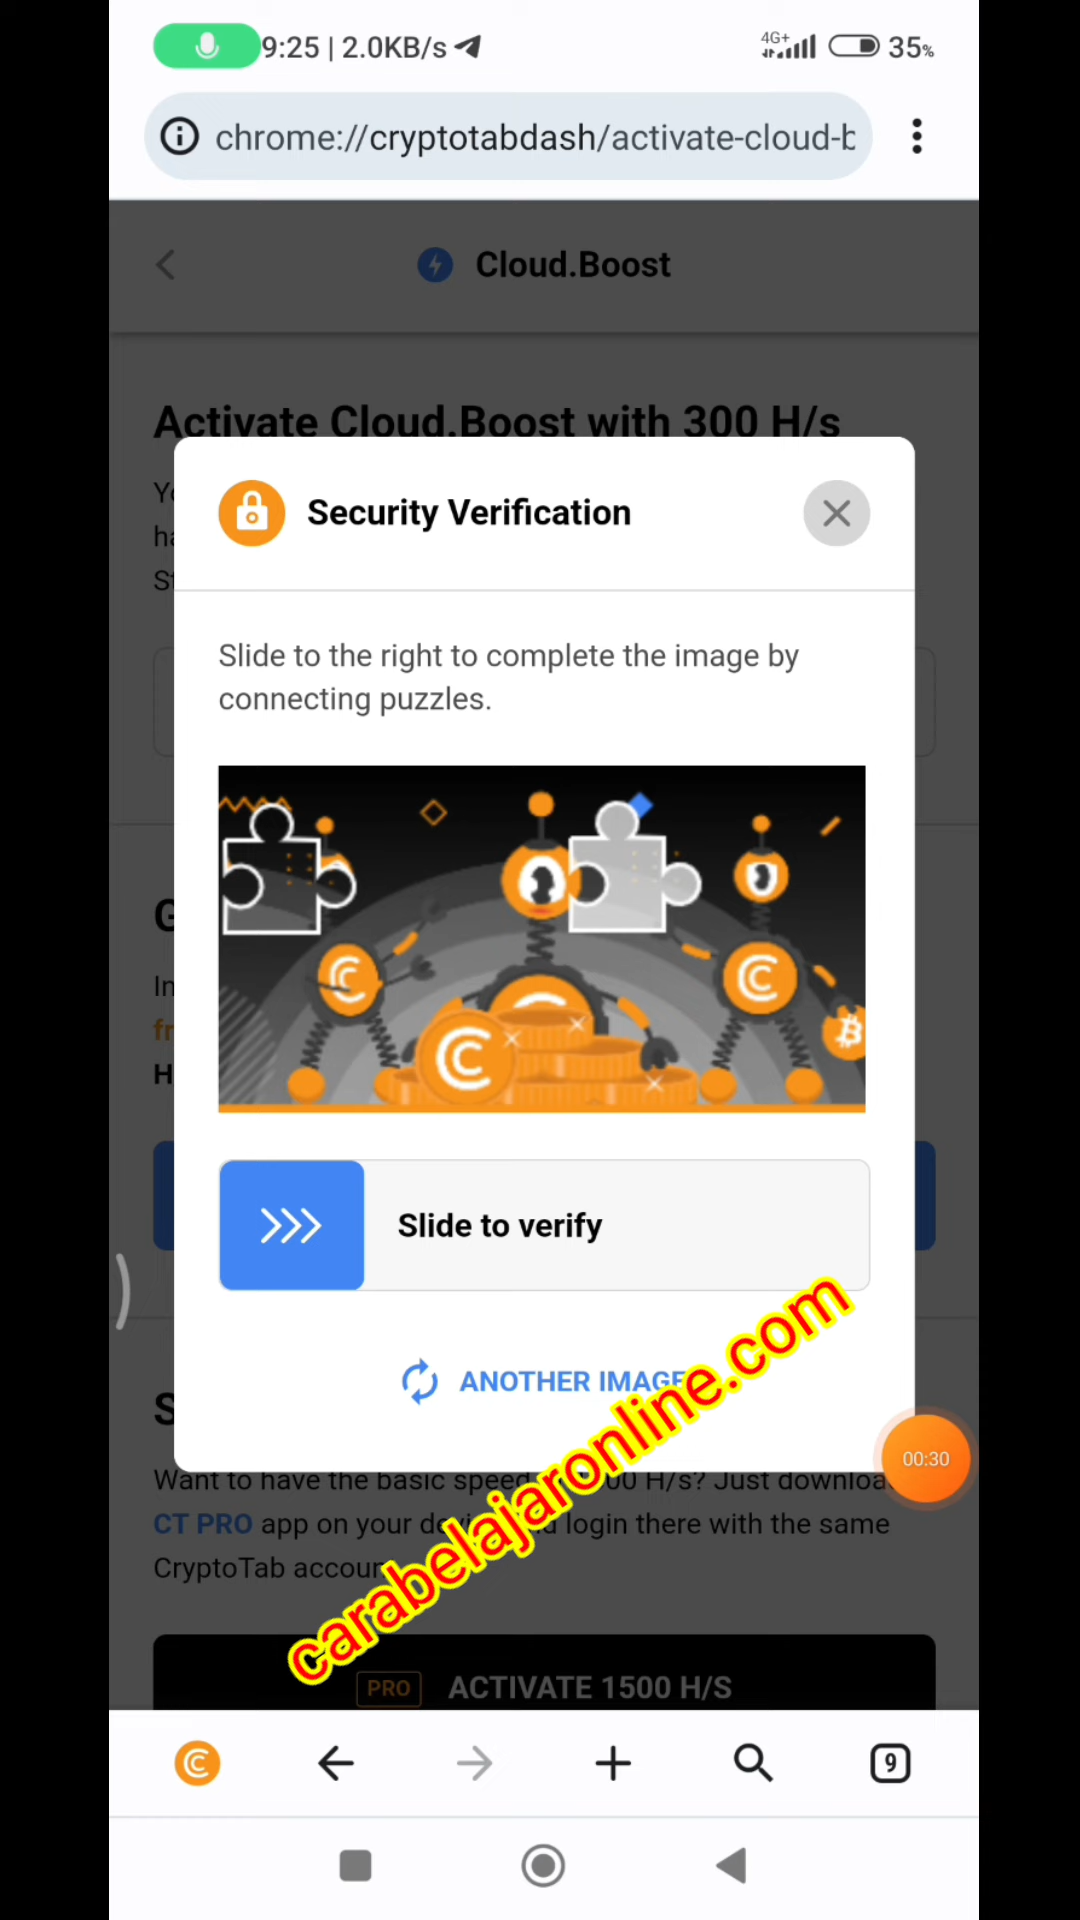 9:25 | 2.0KB/s
4G+
35%
chrome://cryptotabdash/activate-cloud-b
Cloud.Boost
Activate Cloud.Boost with 300 H/s
Security Verification
Slide to the right to complete the image by
connecting puzzles.
Slide to verify
ANOTHER IMAGE
carabelajaronline.com
00:30
Want to have the basic speed H/s? Just downloa
CT PRO app on your login there with the same
CryptoTab
PRO ACTIVATE 1500 H/S
9